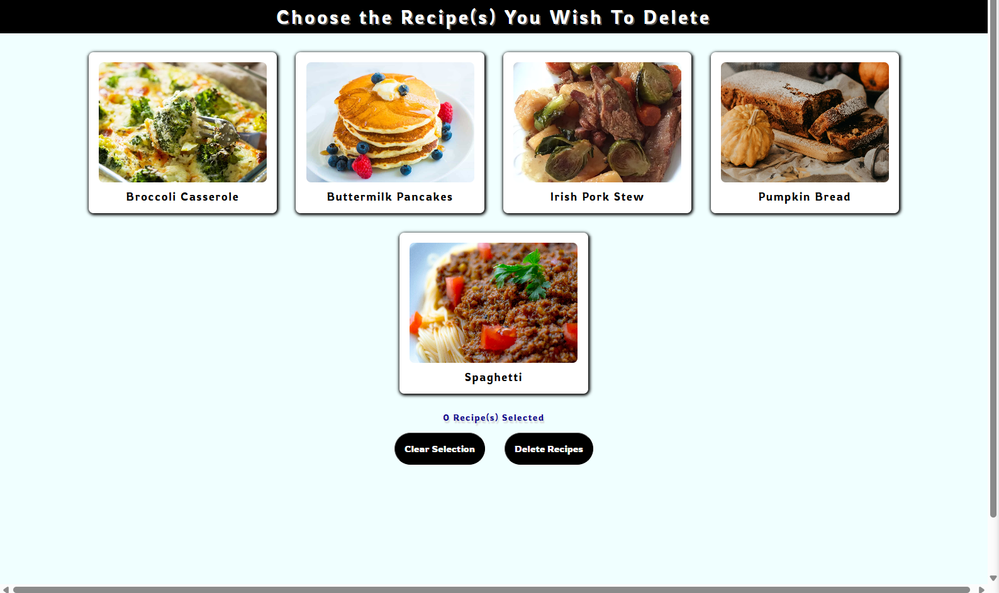 Choose the Recipe(s) You Wish To Delete
Broccoli Casserole
Buttermilk Pancakes
Irish Pork Stew
Pumpkin Bread
Spaghetti
0 Recipe(s) Selected
Clear Selection
Delete Recipes